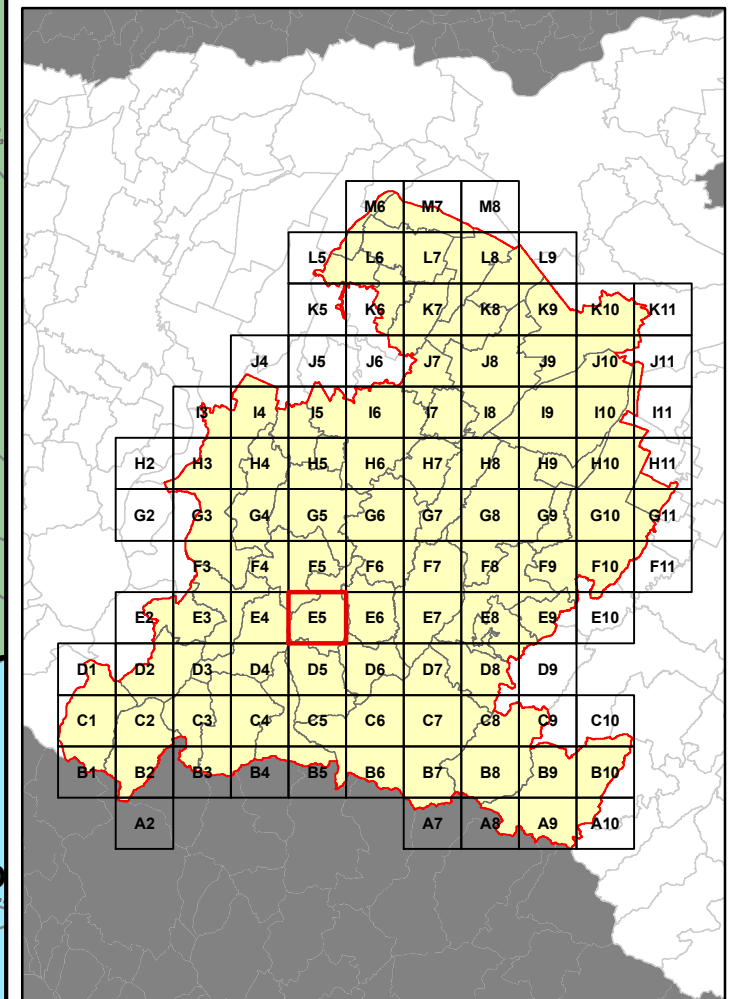 M6 M7 M8
L5 L6 L7 L8 L9
K5 K6 K7 K8 K9 K10 K11
J4 J5 J6 J7 J8 J9 J10 J11
I3 I4 I5 I6 I7 I8 I9 I10 I11
H2 H3 H4 H5 H6 H7 H8 H9 H10 H11
G2 G3 G4 G5 G6 G7 G8 G9 G10 G11
F3 F4 F5 F6 F7 F8 F9 F10 F11
E2 E3 E4 E5 E6 E7 E8 E9 E10
D1 D2 D3 D4 D5 D6 D7 D8 D9
C1 C2 C3 C4 C5 C6 C7 C8 C9 C10
B1 B2 B3 B4 B5 B6 B7 B8 B9 B10
A2 A7 A8 A9 A10